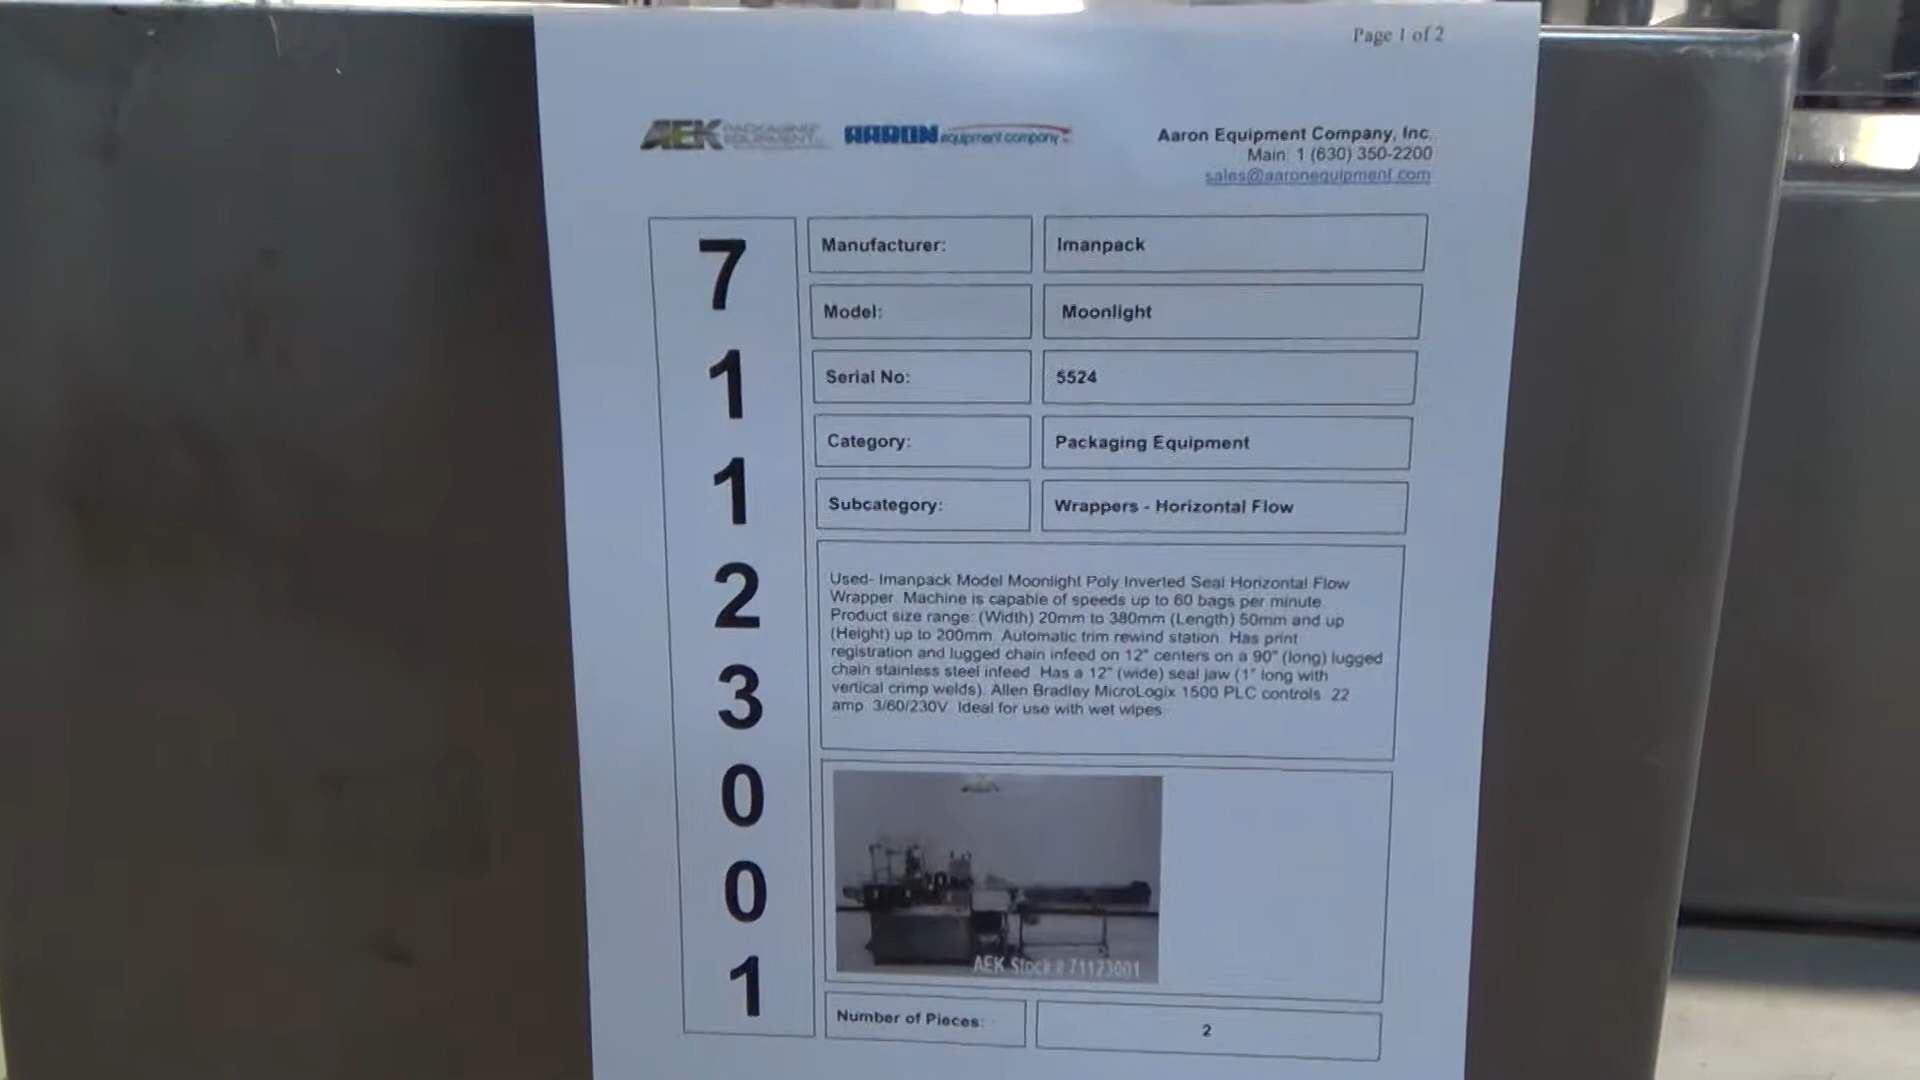 Page 1 of 2
AEK PACKAGING EQUIPMENT
AARON equipment company
Aaron Equipment Company, Inc.
Main: 1 (630) 350-2200
sales@aaronequipment.com
7
1
1
2
3
0
0
1
Manufacturer: Imanpack
Model: Moonlight
Serial No: 5524
Category: Packaging Equipment
Subcategory: Wrappers - Horizontal Flow
Used- Imanpack Model Moonlight Poly Inverted Seal Horizontal Flow
Wrapper. Machine is capable of speeds up to 60 bags per minute.
Product size range: (Width) 20mm to 380mm (Length) 50mm and up
(Height) up to 200mm. Automatic trim rewind station. Has print
registration and lugged chain infeed on 12" centers on a 90" (long) lugged
chain stainless steel infeed. Has a 12" (wide) seal jaw (1" long with
vertical crimp welds). Allen Bradley MicroLogix 1500 PLC controls. 22
amp. 3/60/230V. Ideal for use with wet wipes
AEK Stock # 71123001
Number of Pieces: 2